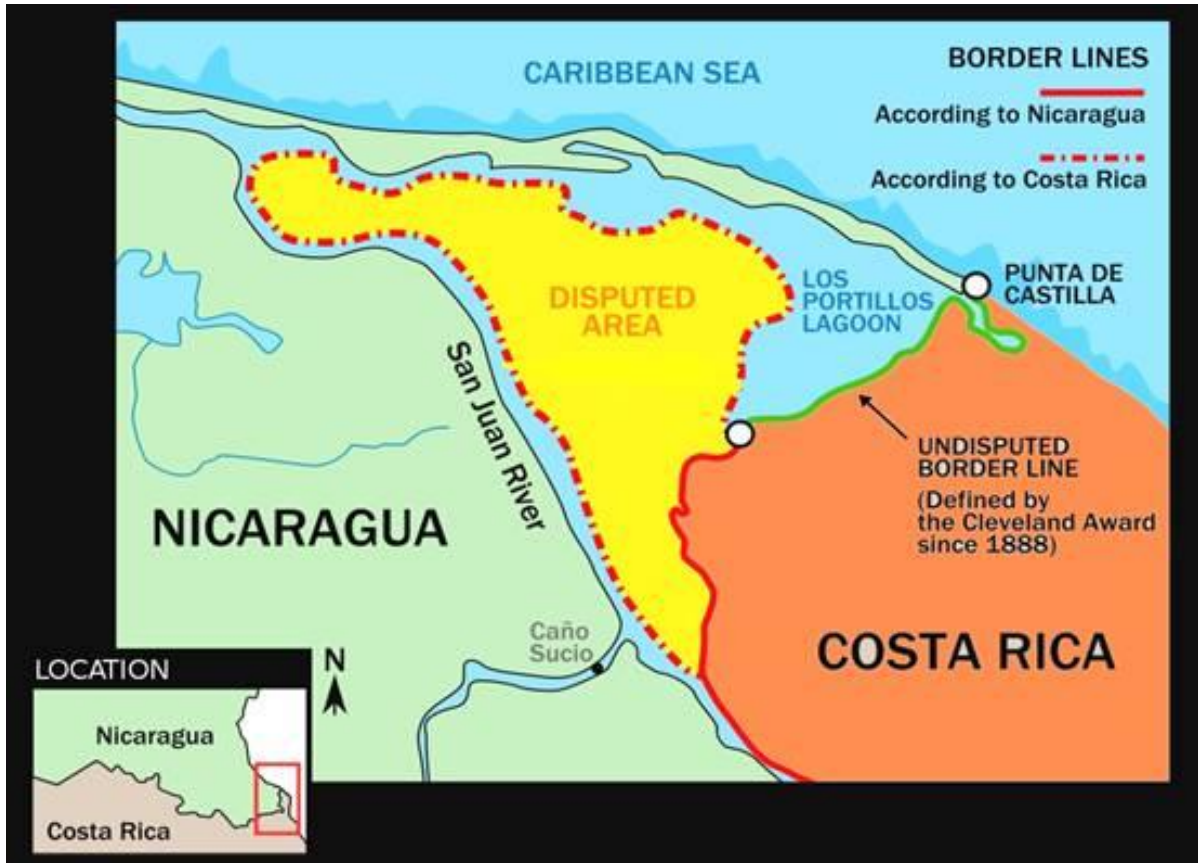 CARIBBEAN SEA
BORDER LINES
According to Nicaragua
According to Costa Rica
DISPUTED
AREA
LOS
PORTILLOS
LAGOON
PUNTA DE
CASTILLA
San Juan River
UNDISPUTED
BORDER LINE
(Defined by
the Cleveland Award
since 1888)
NICARAGUA
COSTA RICA
Caño
Sucio
N
LOCATION
Nicaragua
Costa Rica